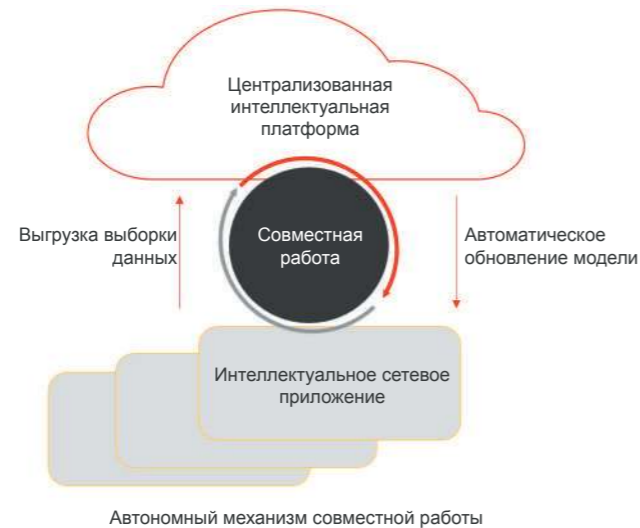 Централизованная
интеллектуальная
платформа
Выгрузка выборки
данных
Совместная
работа
Автоматическое
обновление модели
Интеллектуальное сетевое
приложение
Автономный механизм совместной работы